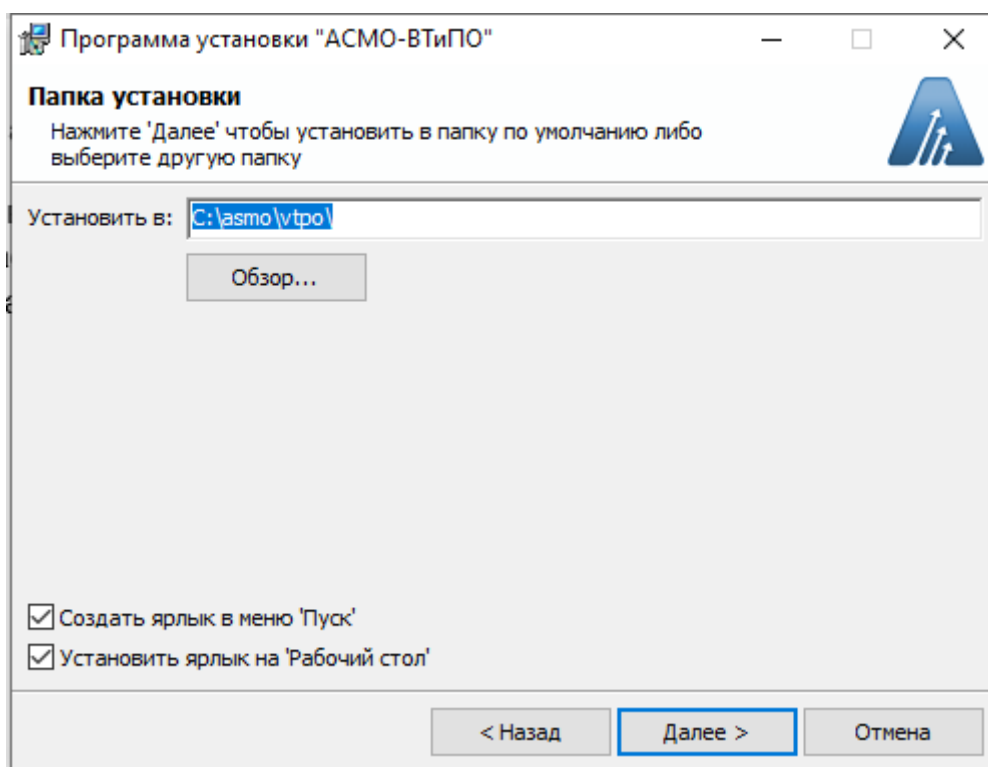 Программа установки "АСМО-ВТиПО"
Папка установки
Нажмите 'Далее' чтобы установить в папку по умолчанию либо
выберите другую папку
Установить в: C:\asmo\vtpo\
Обзор...
Создать ярлык в меню 'Пуск'
Установить ярлык на 'Рабочий стол'
< Назад Далее > Отмена